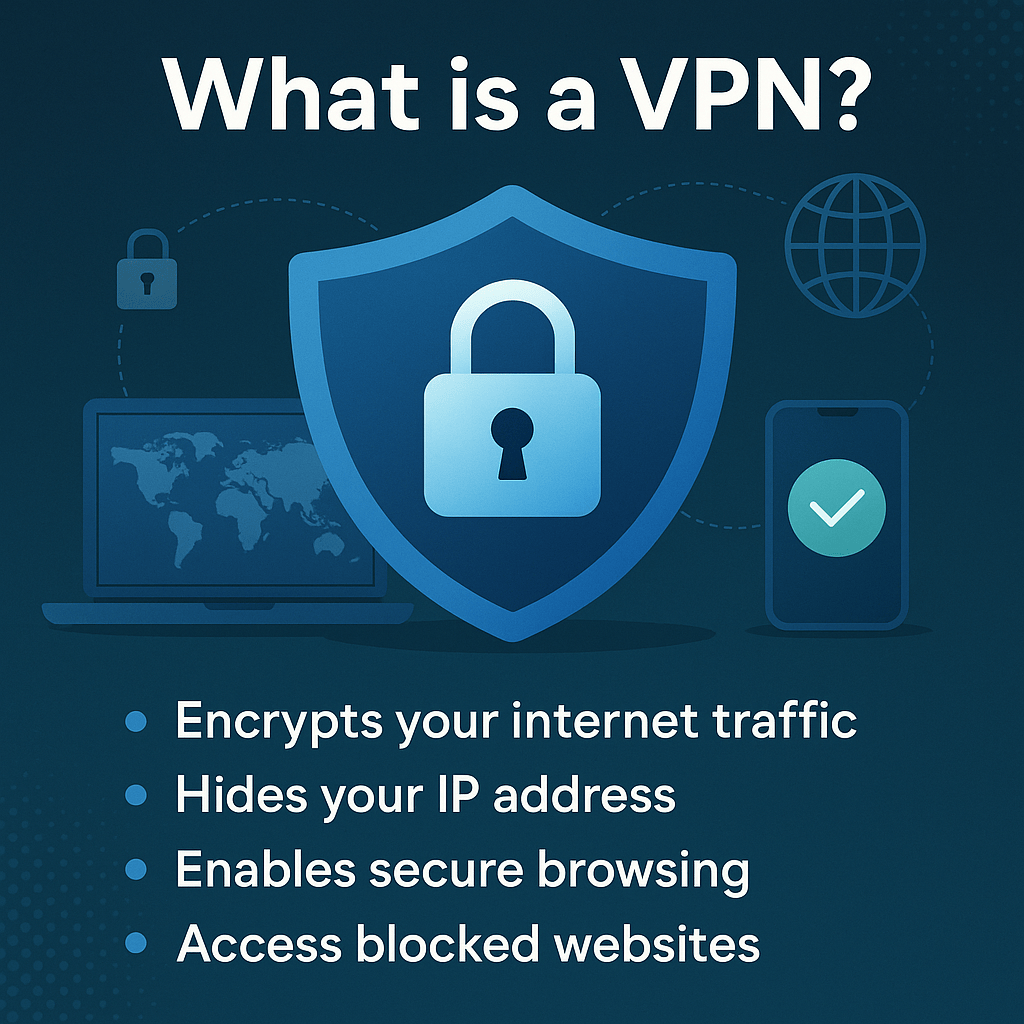 What is a VPN?
Encrypts your internet traffic
Hides your IP address
Enables secure browsing
Access blocked websites